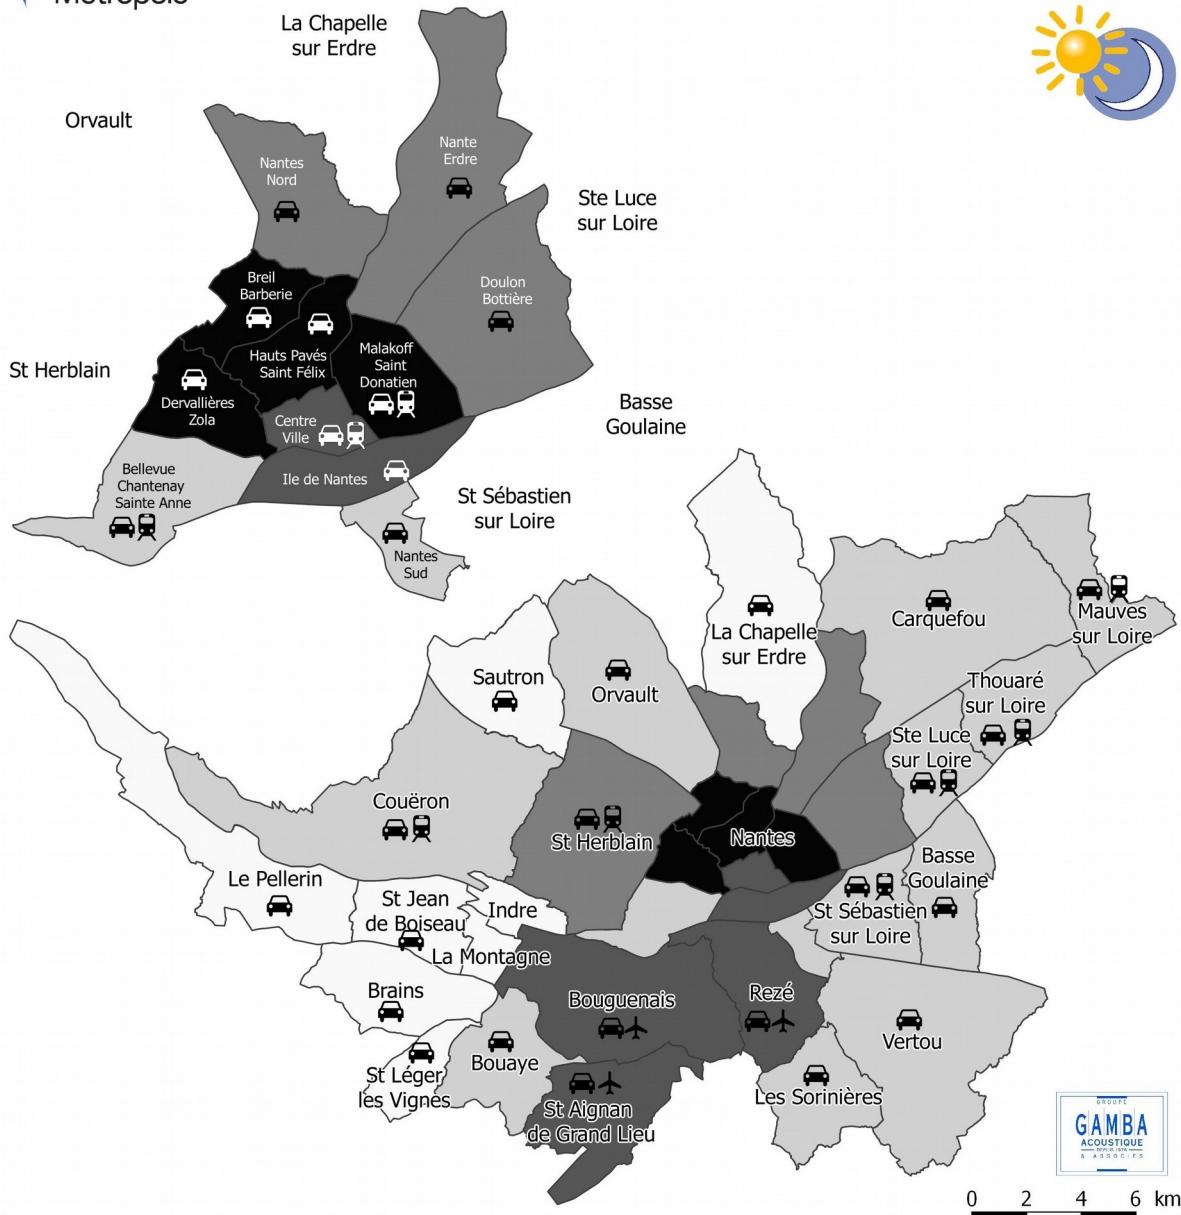 Métropole
La Chapelle
sur Erdre
Orvault
Nante
Erdre
Nantes
Nord
Ste Luce
sur Loire
Breil
Barberie
Doulon
Bottière
St Herblain
Hauts Pavés
Saint Félix
Malakoff
Saint
Donatien
Dervallières
Zola
Centre
Ville
Basse
Goulaine
Bellevue
Chantenay
Sainte Anne
Ile de Nantes
St Sébastien
sur Loire
Nantes
Sud
La Chapelle
sur Erdre
Carquefou
Mauves
sur Loire
Sautron
Orvault
Thouaré
sur Loire
Ste Luce
sur Loire
Couëron
St Herblain
Nantes
Basse
Goulaine
Le Pellerin
St Jean
de Boiseau
Indre
St Sébastien
sur Loire
La Montagne
Brains
Bouguenais
Rezé
Vertou
Bouaye
St Léger
les Vignes
St Aignan
de Grand Lieu
Les Sorinières
GROUPE
GAMBA
ACOUSTIQUE
DEPUIS 1976
& ASSOCIÉS
0 2 4 6 km